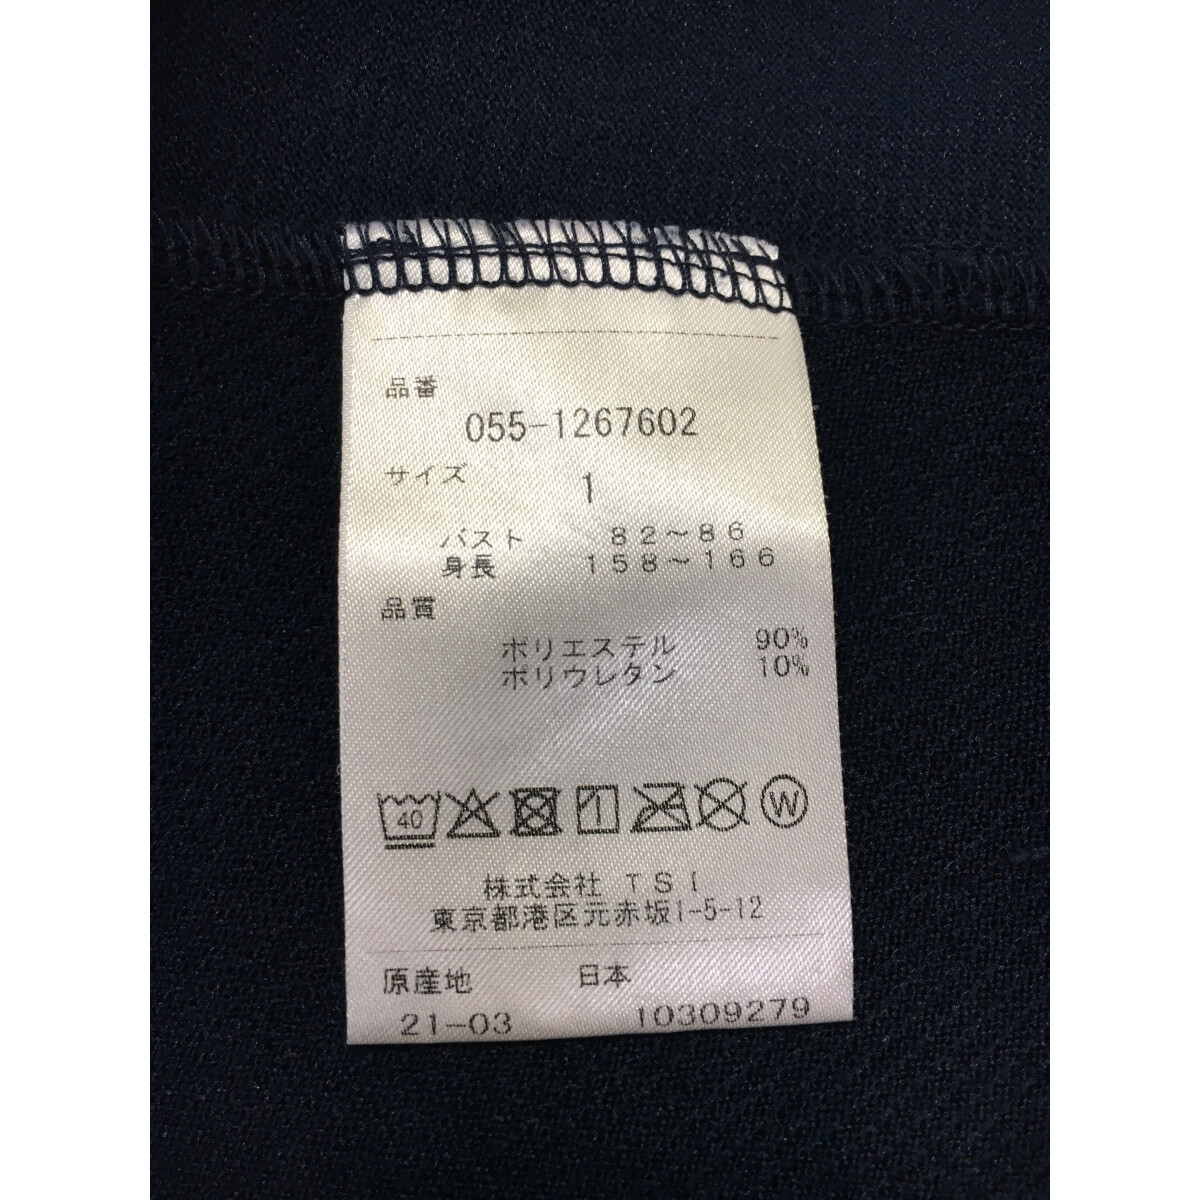 品番
055-1267602
サイズ 1
バスト 82～86
身長 158～166
品質
ポリエステル 90%
ポリウレタン 10%
40 1 W
株式会社 TSI
東京都港区元赤坂1-5-12
原産地 日本
21-03 10309279